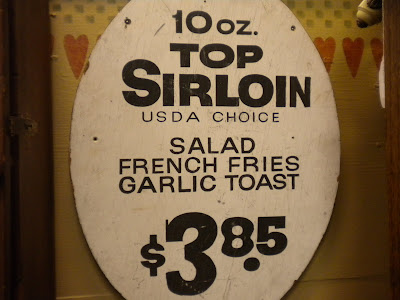 10 OZ.
TOP
SIRLOIN
USDA CHOICE
SALAD
FRENCH FRIES
GARLIC TOAST
$3.85